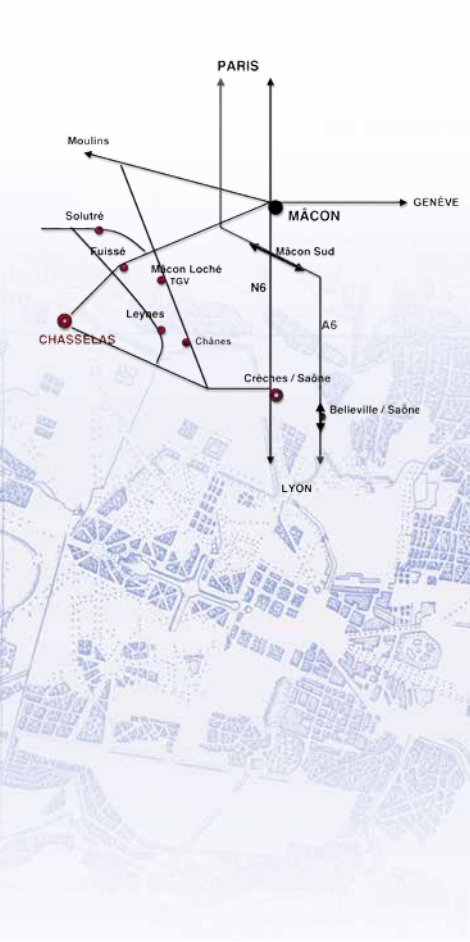 PARIS
Moulins
GENÈVE
MÂCON
Solutré
Fuissé
Mâcon Sud
Mâcon Loché
TGV
N6
Leynes
A6
CHASSELAS
Chânes
Crèches / Saône
Belleville / Saône
LYON